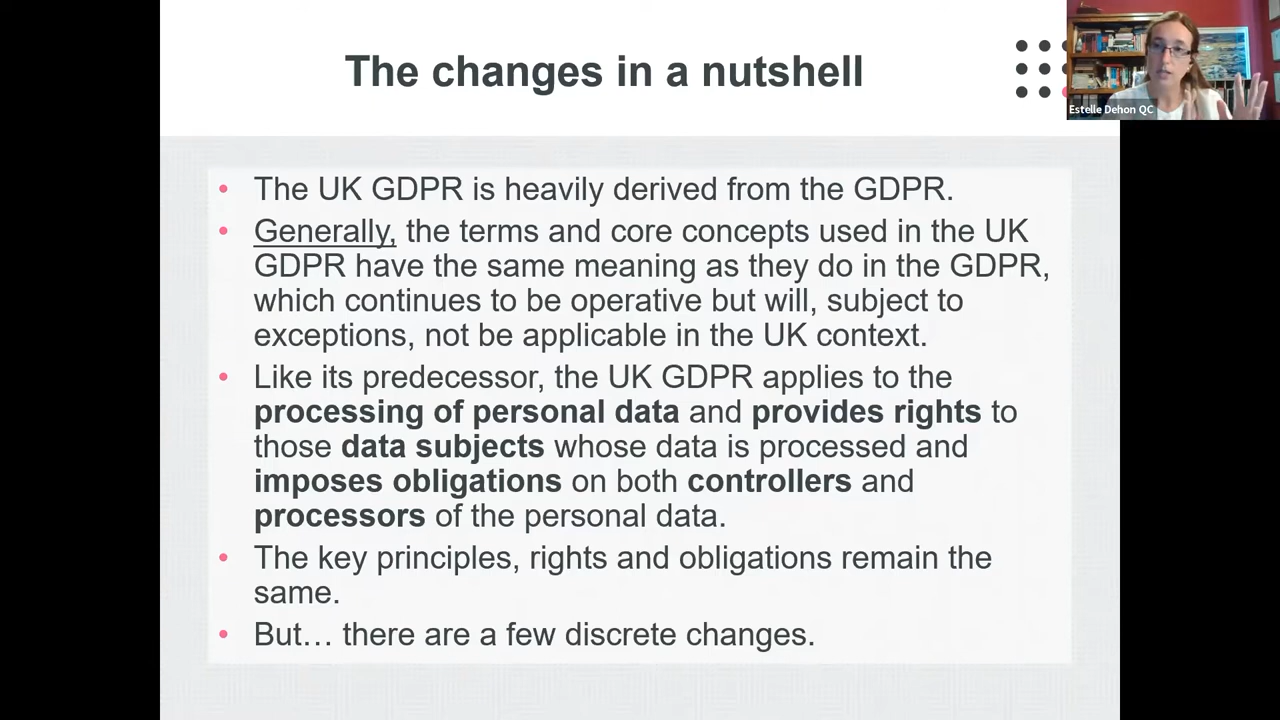 The changes in a nutshell
Estelle Dehon QC
• The UK GDPR is heavily derived from the GDPR.
• Generally, the terms and core concepts used in the UK
GDPR have the same meaning as they do in the GDPR,
which continues to be operative but will, subject to
exceptions, not be applicable in the UK context.
• Like its predecessor, the UK GDPR applies to the
processing of personal data and provides rights to
those data subjects whose data is processed and
imposes obligations on both controllers and
processors of the personal data.
• The key principles, rights and obligations remain the
same.
• But… there are a few discrete changes.